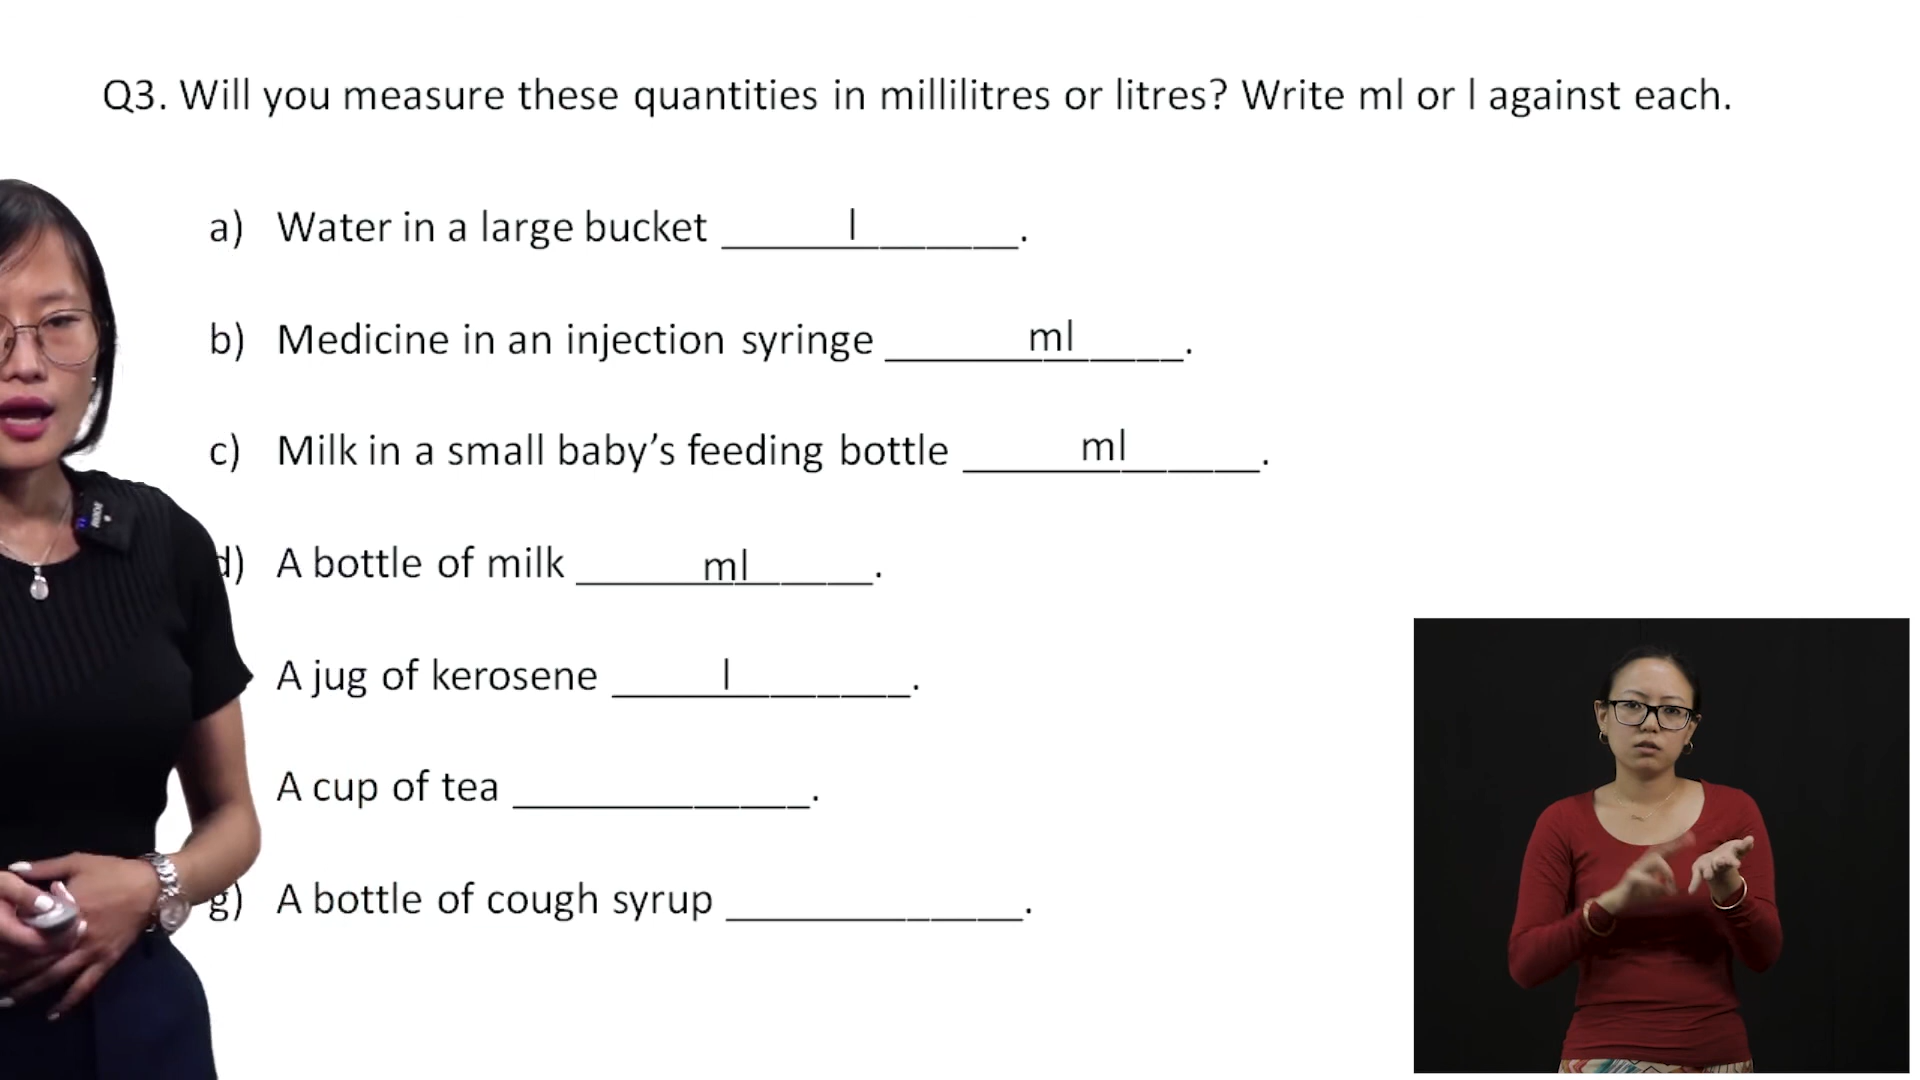 Q3. Will you measure these quantities in millilitres or litres? Write ml or l against each.
a) Water in a large bucket ______l______.
b) Medicine in an injection syringe ______ml______.
c) Milk in a small baby’s feeding bottle ______ml______.
d) A bottle of milk ______ml______.
A jug of kerosene ______l______.
A cup of tea ____________.
g) A bottle of cough syrup ____________.
RODE